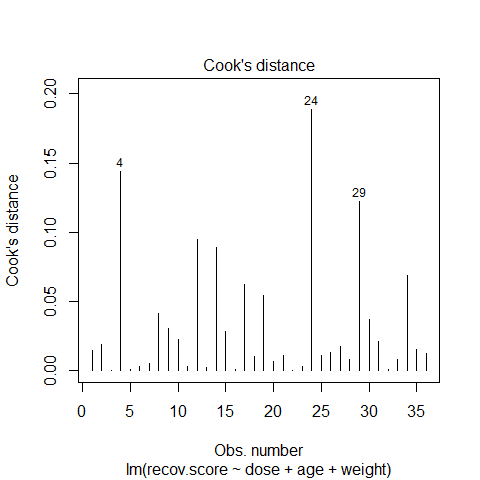 Cook's distance
Cook's distance
0.20
0.15
0.10
0.05
0.00
4
24
29
0 5 10 15 20 25 30 35
Obs. number
lm(recov.score ~ dose + age + weight)